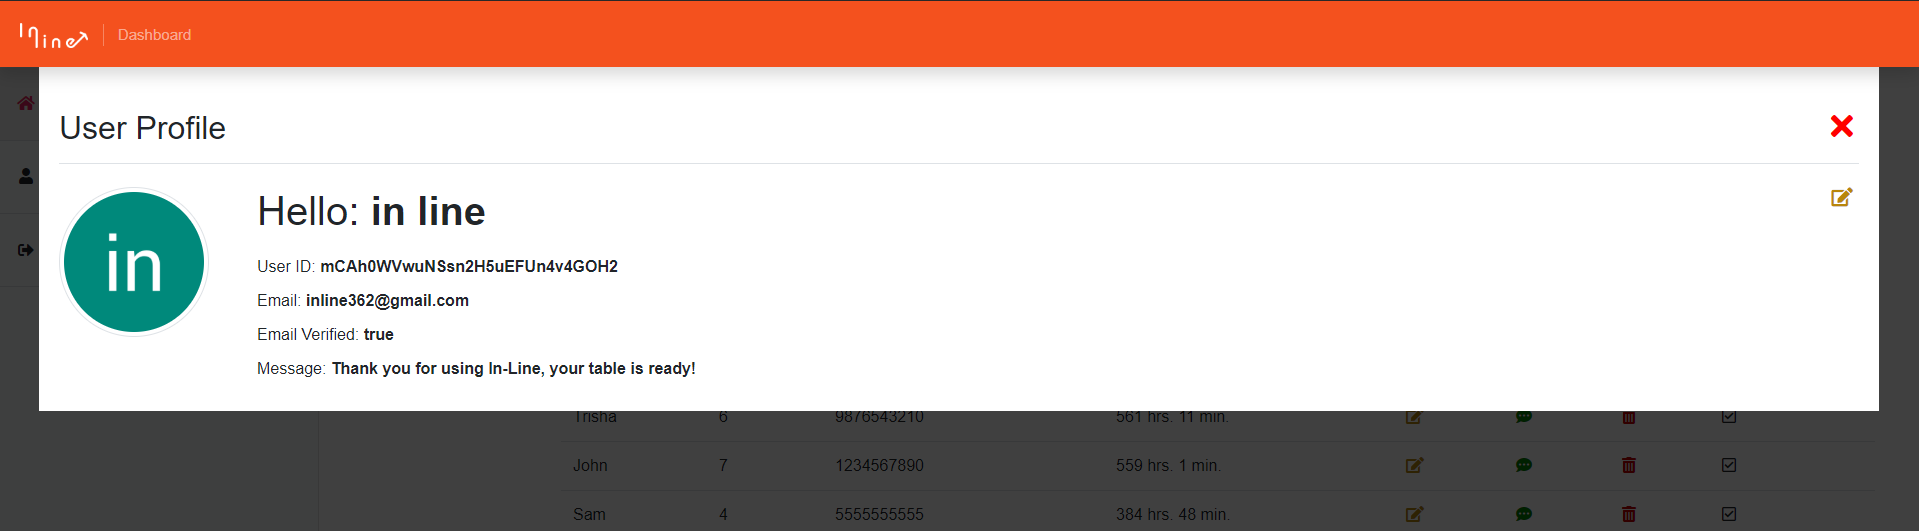 In line
Dashboard
User Profile
in
Hello: in line
User ID: mCAh0WVwuNSsn2H5uEFUn4v4GOH2
Email: inline362@gmail.com
Email Verified: true
Message: Thank you for using In-Line, your table is ready!
Trisha 6 9876543210 561 hrs. 11 min.
John 7 1234567890 559 hrs. 1 min.
Sam 4 5555555555 384 hrs. 48 min.